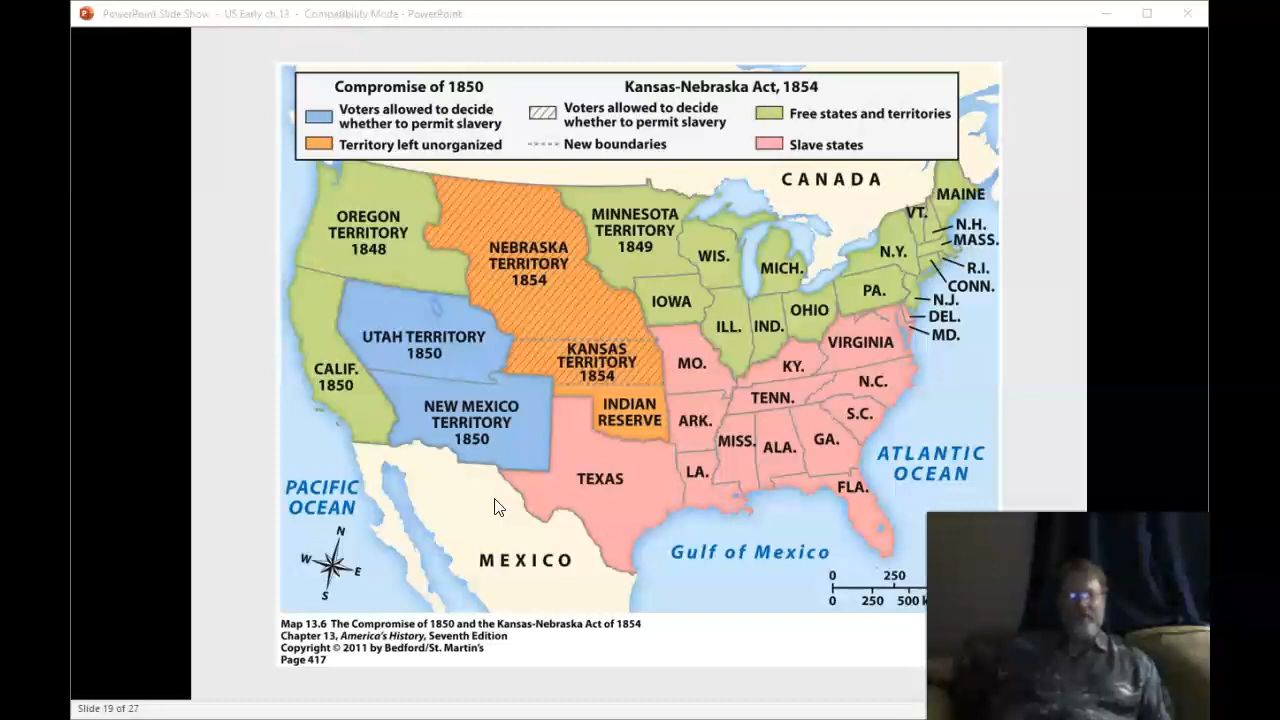 PowerPoint Slide Show - US Early ch 13 - Compatibility Mode - PowerPoint
Compromise of 1850
Kansas-Nebraska Act, 1854
Voters allowed to decide
whether to permit slavery
Voters allowed to decide
whether to permit slavery
Free states and territories
Territory left unorganized
New boundaries
Slave states
CANADA
MAINE
VT.
OREGON
TERRITORY
1848
MINNESOTA
TERRITORY
1849
N.H.
MASS.
NEBRASKA
TERRITORY
1854
WIS.
MICH.
N.Y.
R.I.
CONN.
IOWA
PA.
N.J.
ILL.
IND.
OHIO
DEL.
MD.
UTAH TERRITORY
1850
KANSAS
TERRITORY
1854
MO.
KY.
VIRGINIA
CALIF.
1850
NEW MEXICO
TERRITORY
1850
INDIAN
RESERVE
TENN.
N.C.
ARK.
S.C.
MISS.
ALA.
GA.
TEXAS
LA.
FLA.
ATLANTIC
OCEAN
PACIFIC
OCEAN
N
W
E
S
MEXICO
Gulf of Mexico
0 250
0 250 500 k
Map 13.6 The Compromise of 1850 and the Kansas-Nebraska Act of 1854
Chapter 13, America's History, Seventh Edition
Copyright © 2011 by Bedford/St. Martin's
Page 417
Slide 19 of 27